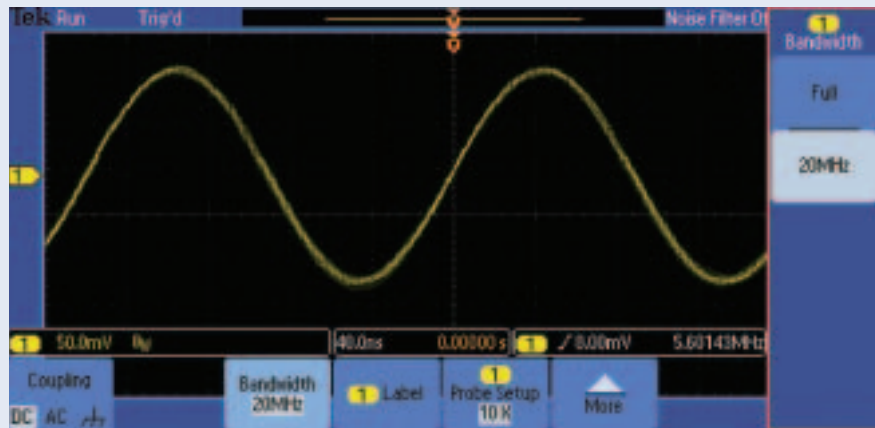 Tek Run Trig'd Noise Filter Of
1
Bandwidth
Full
20MHz
1
1 50.0mV BW 40.0ns 0.00000 s 1 0.00mV 5.60143MHz
Coupling
DC AC
Bandwidth
20MHz
1 Label
1
Probe Setup
10 X
More